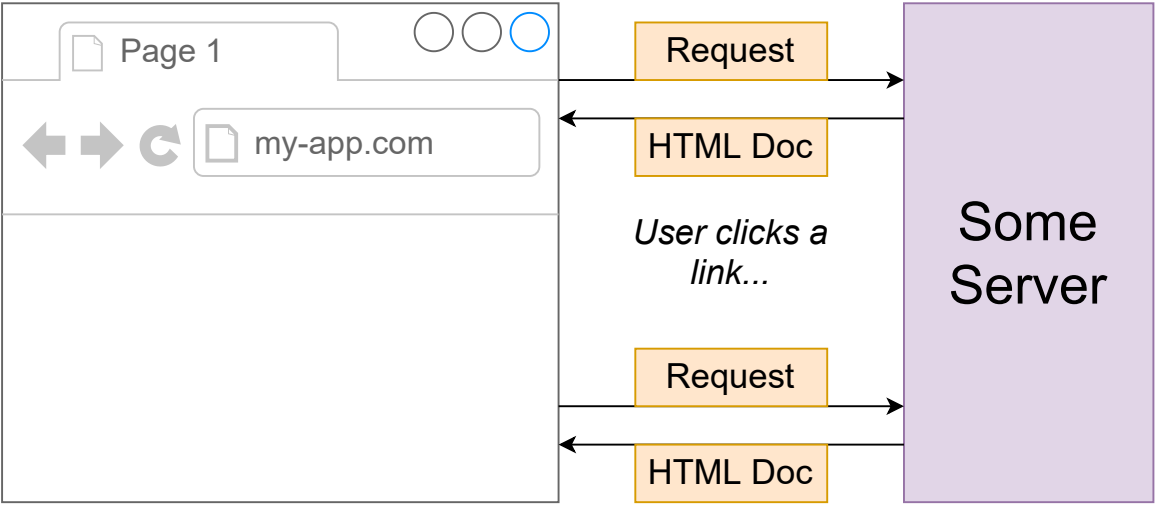 Page 1
my-app.com
Request
HTML Doc
User clicks a
link...
Request
HTML Doc
Some
Server